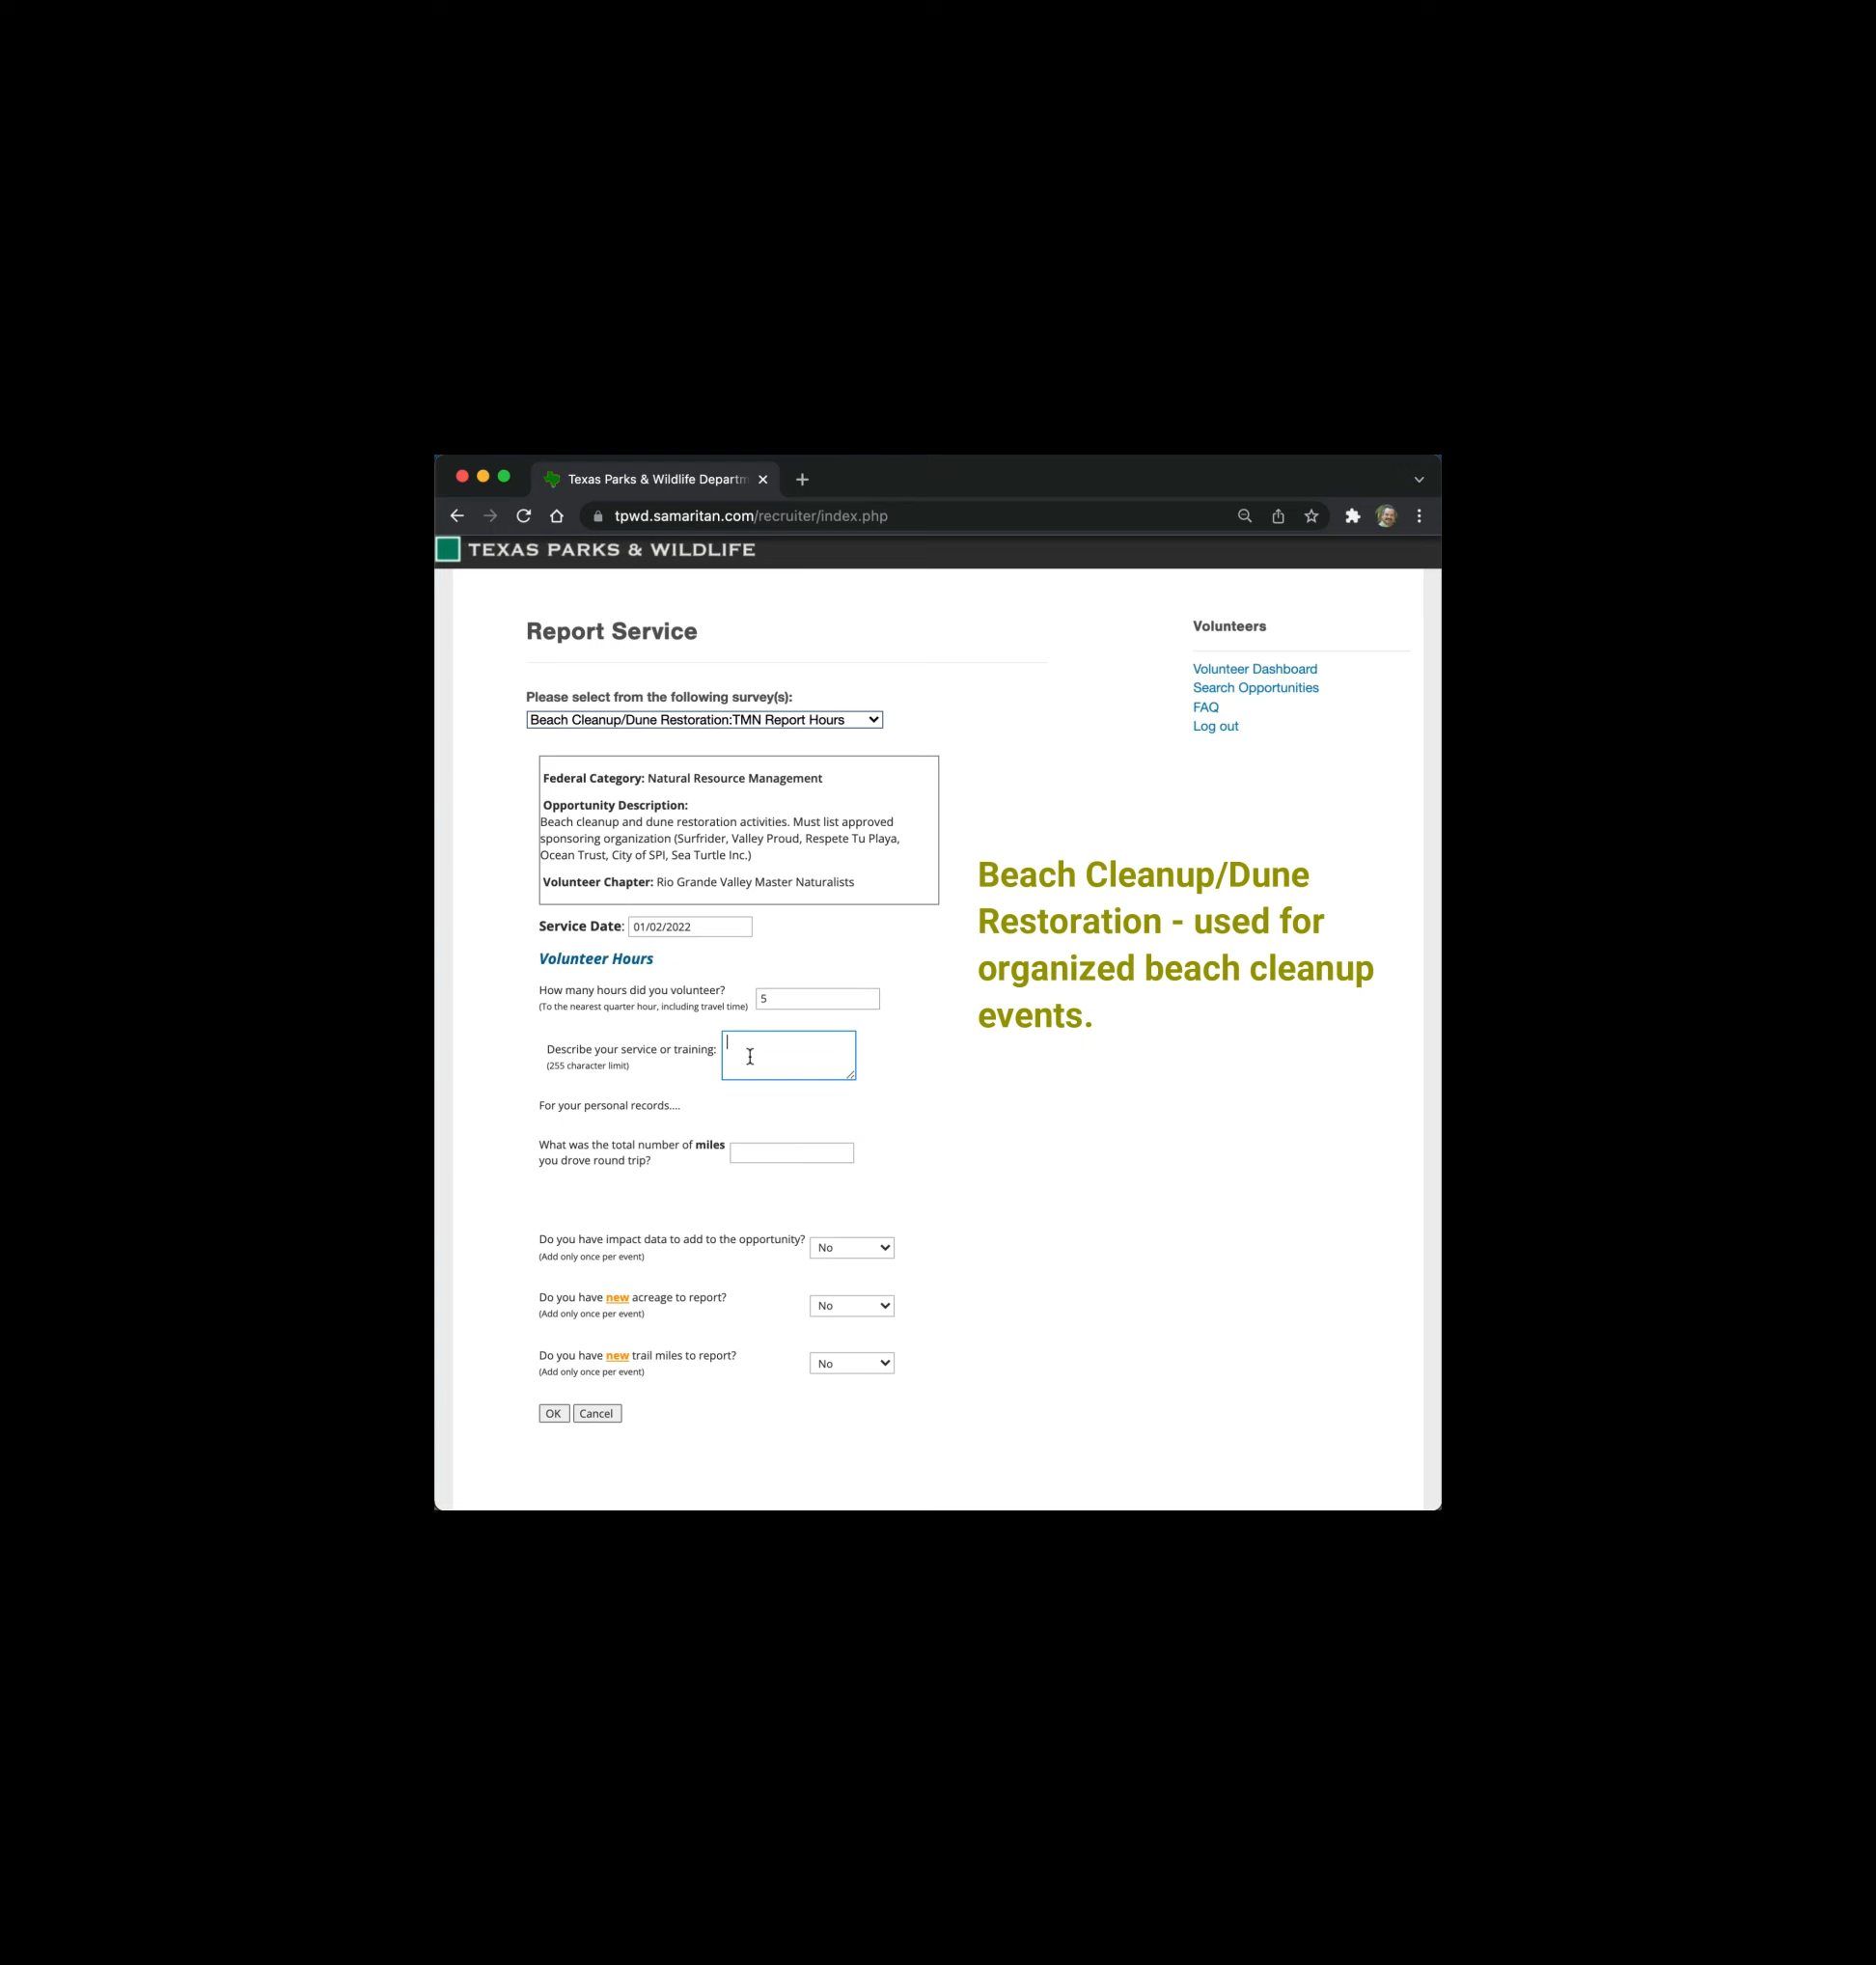 Texas Parks & Wildlife Departm
tpwd.samaritan.com/recruiter/index.php
TEXAS PARKS & WILDLIFE
Report Service
Please select from the following survey(s):
Beach Cleanup/Dune Restoration:TMN Report Hours
Federal Category: Natural Resource Management
Opportunity Description:
Beach cleanup and dune restoration activities. Must list approved
sponsoring organization (Surfrider, Valley Proud, Respete Tu Playa,
Ocean Trust, City of SPI, Sea Turtle Inc.)
Volunteer Chapter: Rio Grande Valley Master Naturalists
Service Date: 01/02/2022
Volunteer Hours
How many hours did you volunteer?
(To the nearest quarter hour, including travel time)
5
Describe your service or training:
(255 character limit)
For your personal records....
What was the total number of miles
you drove round trip?
Do you have impact data to add to the opportunity?
(Add only once per event)
No
Do you have new acreage to report?
(Add only once per event)
No
Do you have new trail miles to report?
(Add only once per event)
No
OK Cancel
Volunteers
Volunteer Dashboard
Search Opportunities
FAQ
Log out
Beach Cleanup/Dune
Restoration - used for
organized beach cleanup
events.